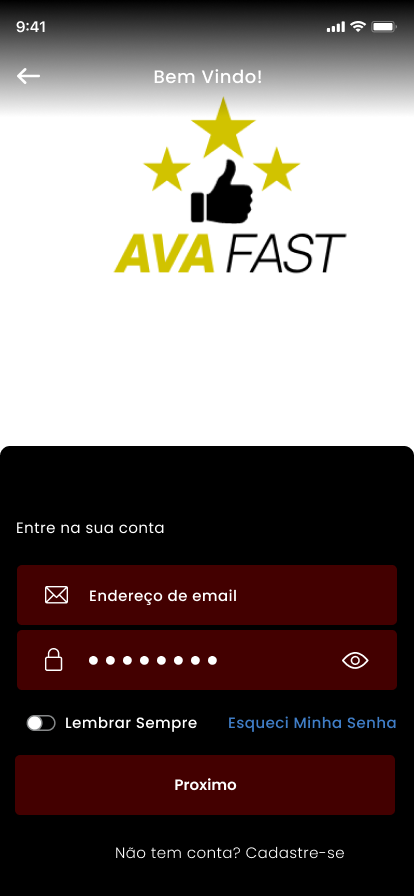 9:41
Bem Vindo!
AVA FAST
Entre na sua conta
Endereço de email
Lembrar Sempre
Esqueci Minha Senha
Proximo
Não tem conta? Cadastre-se